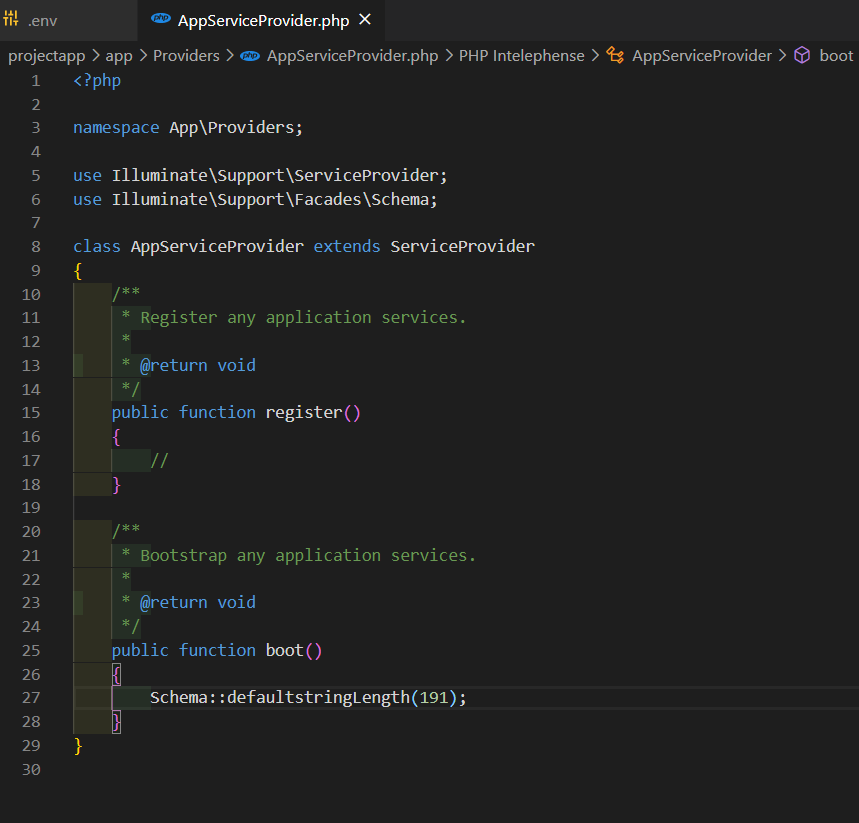 .env
php AppServiceProvider.php ×
projectapp > app > Providers > php AppServiceProvider.php > PHP Intelephense > AppServiceProvider > boot
1 <?php
2
3 namespace App\Providers;
4
5 use Illuminate\Support\ServiceProvider;
6 use Illuminate\Support\Facades\Schema;
7
8 class AppServiceProvider extends ServiceProvider
9 {
10     /**
11      * Register any application services.
12      *
13      * @return void
14      */
15     public function register()
16     {
17         //
18     }
19
20     /**
21      * Bootstrap any application services.
22      *
23      * @return void
24      */
25     public function boot()
26     {
27         Schema::defaultstringLength(191);
28     }
29 }
30